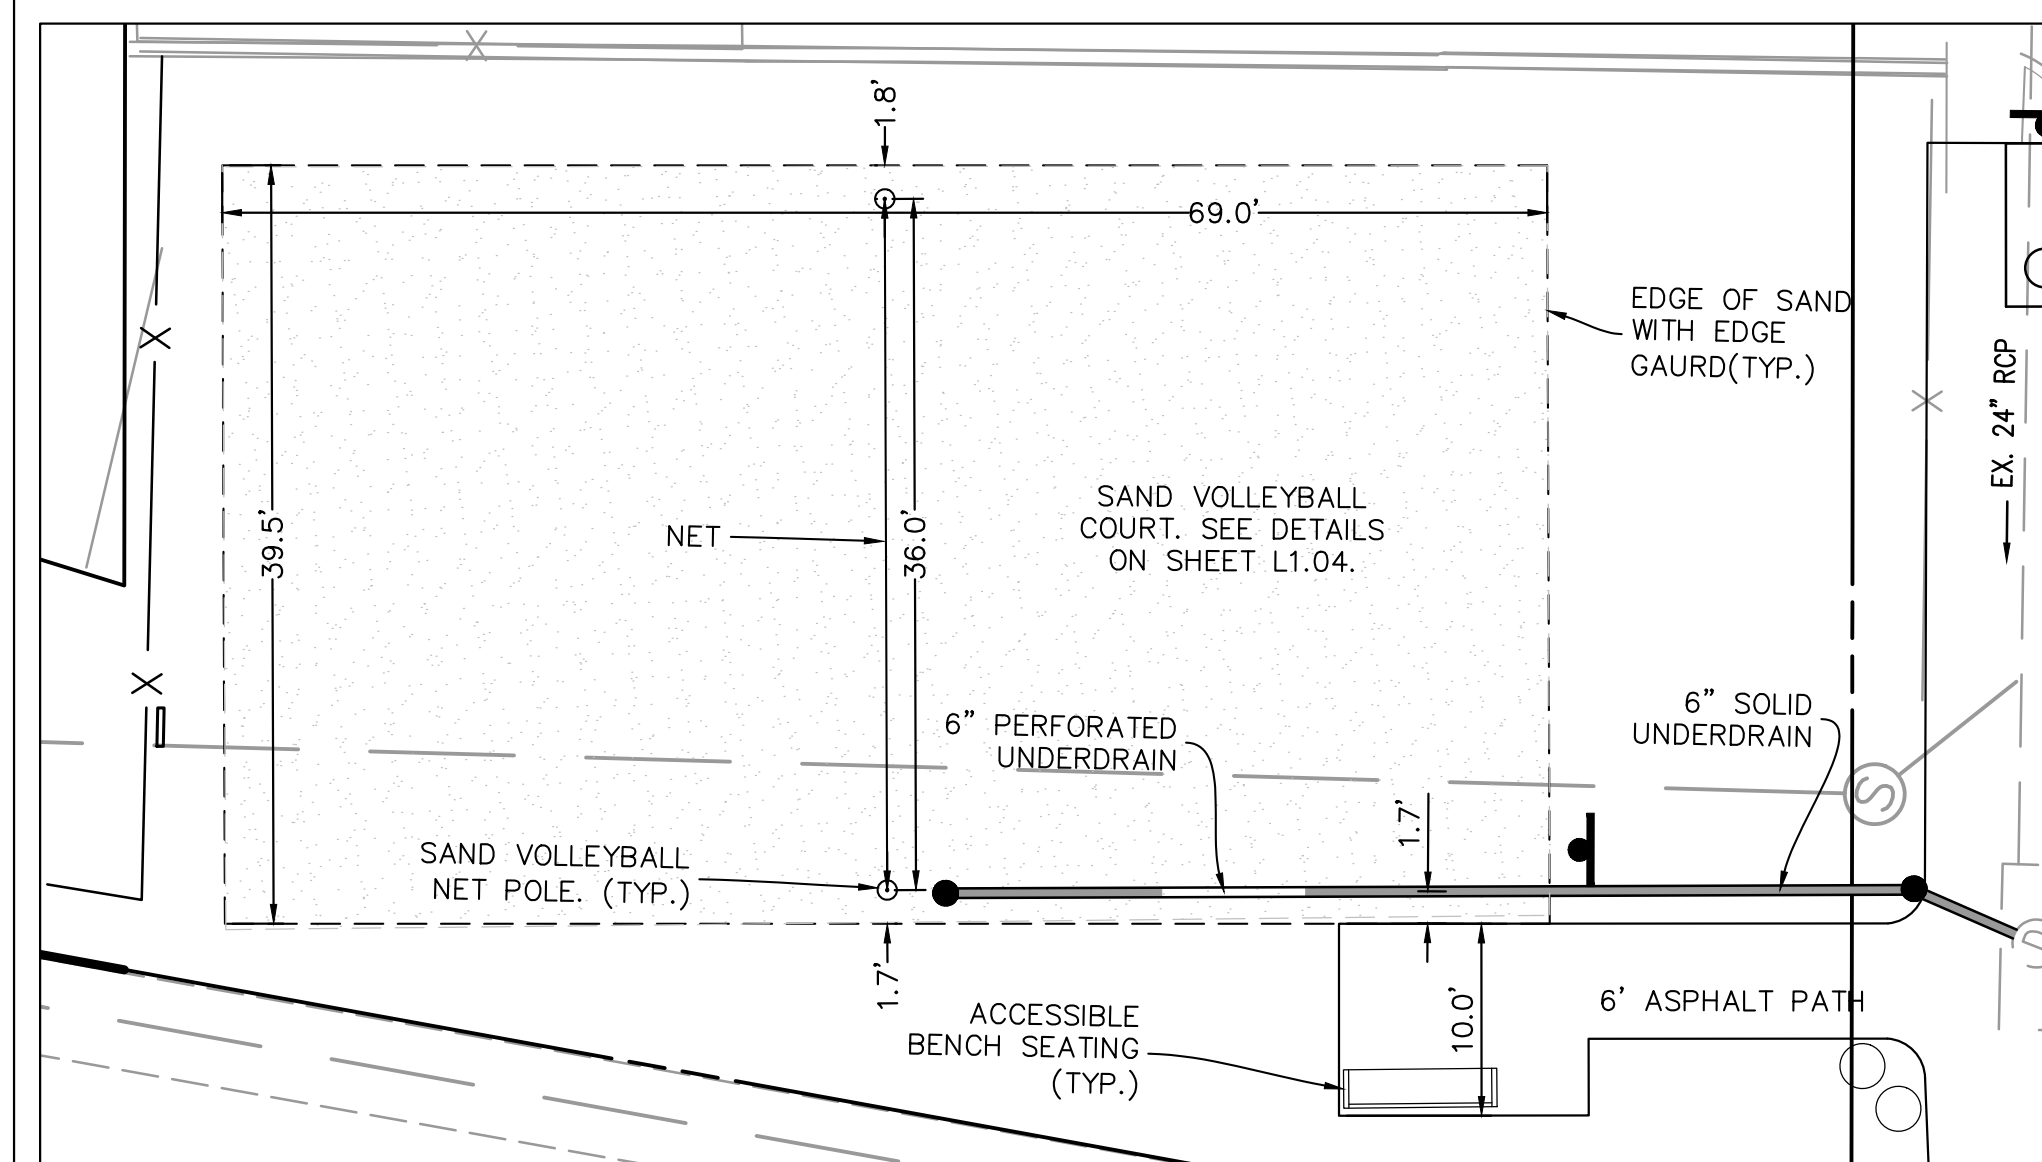 1.8’
69.0’
EDGE OF SAND
WITH EDGE
GAURD(TYP.)
EX. 24” RCP
X
X
X
X
39.5’
NET
36.0’
SAND VOLLEYBALL
COURT. SEE DETAILS
ON SHEET L1.04.
6” PERFORATED
UNDERDRAIN
6” SOLID
UNDERDRAIN
S
1.7’
SAND VOLLEYBALL
NET POLE. (TYP.)
1.7’
D
ACCESSIBLE
BENCH SEATING
(TYP.)
10.0’
6’ ASPHALT PATH